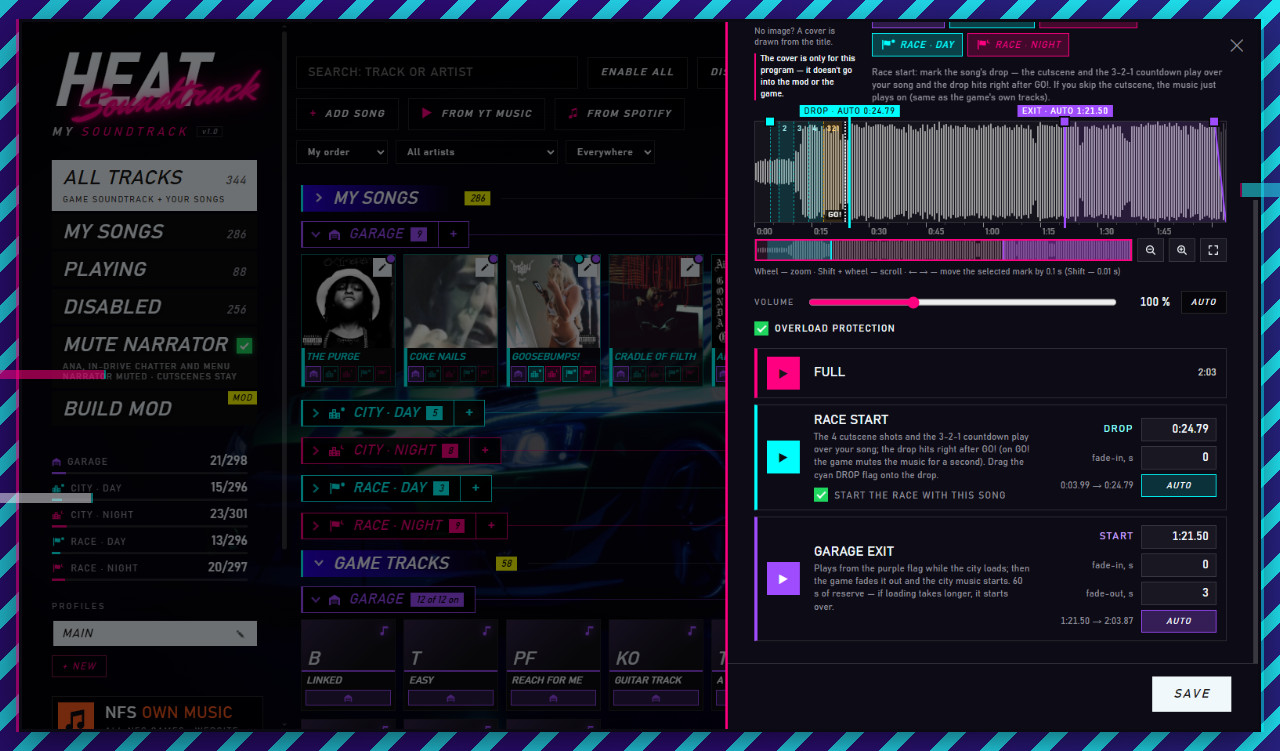 HEAT
Soundtrack
MY SOUNDTRACK v1.0
ALL TRACKS 344
GAME SOUNDTRACK + YOUR SONGS
MY SONGS 286
PLAYING 88
DISABLED 256
MUTE NARRATOR
ANA, IN-DRIVE CHATTER AND MENU
NARRATOR MUTED · CUTSCENES STAY
MOD
BUILD MOD
GARAGE 21/298
CITY · DAY 15/296
CITY · NIGHT 23/301
RACE · DAY 13/296
RACE · NIGHT 20/297
PROFILES
MAIN
+ NEW
NFS OWN MUSIC
SEARCH: TRACK OR ARTIST
ENABLE ALL
+ ADD SONG
FROM YT MUSIC
FROM SPOTIFY
My order
All artists
Everywhere
MY SONGS 286
GARAGE 9 +
THE PURGE
COKE NAILS
GOOSEBUMPS!
CRADLE OF FILTH
CITY · DAY 5 +
CITY · NIGHT +
RACE · DAY 3 +
RACE · NIGHT +
GAME TRACKS 58
GARAGE 12 of 12 on
B
LINKED
T
EASY
PF
REACH FOR ME
KO
GUITAR TRACK
No image? A cover is
drawn from the title.
The cover is only for this
program — it doesn't go
into the mod or the
game.
RACE · DAY
RACE · NIGHT
Race start: mark the song's drop — the cutscene and the 3-2-1 countdown play over
your song and the drop hits right after GO!. If you skip the cutscene, the music just
plays on (same as the game's own tracks).
DROP · AUTO 0:24.79
EXIT · AUTO 1:21.50
2 3 4 321
GO!
0:00 0:15 0:30 0:45 1:00 1:15 1:30 1:45
Wheel — zoom · Shift + wheel — scroll · ← → — move the selected mark by 0.1 s (Shift — 0.01 s)
VOLUME 100 % AUTO
OVERLOAD PROTECTION
FULL 2:03
RACE START
The 4 cutscene shots and the 3-2-1 countdown play
over your song; the drop hits right after GO! (on GO!
the game mutes the music for a second). Drag the
cyan DROP flag onto the drop.
START THE RACE WITH THIS SONG
DROP 0:24.79
fade-in, s 0
0:03.99 → 0:24.79 AUTO
GARAGE EXIT
Plays from the purple flag while the city loads; then
the game fades it out and the city music starts. 60
s of reserve — if loading takes longer, it starts
over.
START 1:21.50
fade-in, s 0
fade-out, s 3
1:21.50 → 2:03.87 AUTO
SAVE